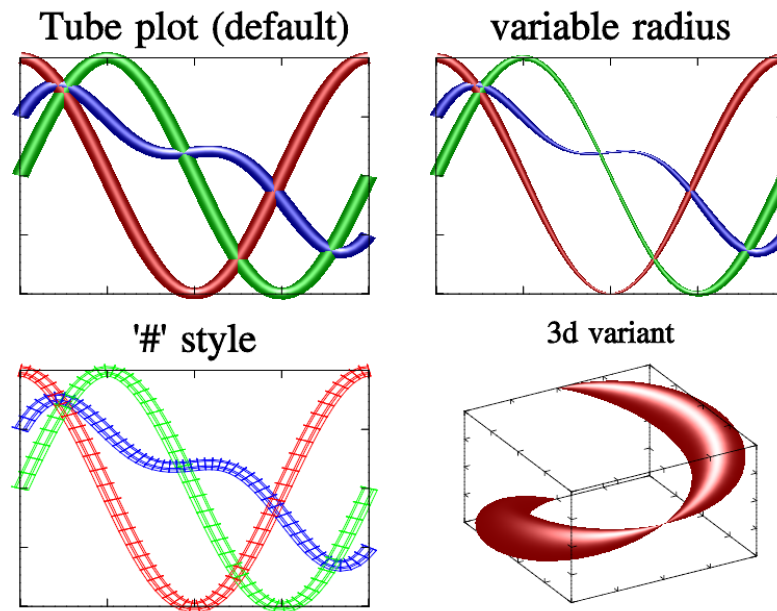 Tube plot (default)
variable radius
'#' style
3d variant